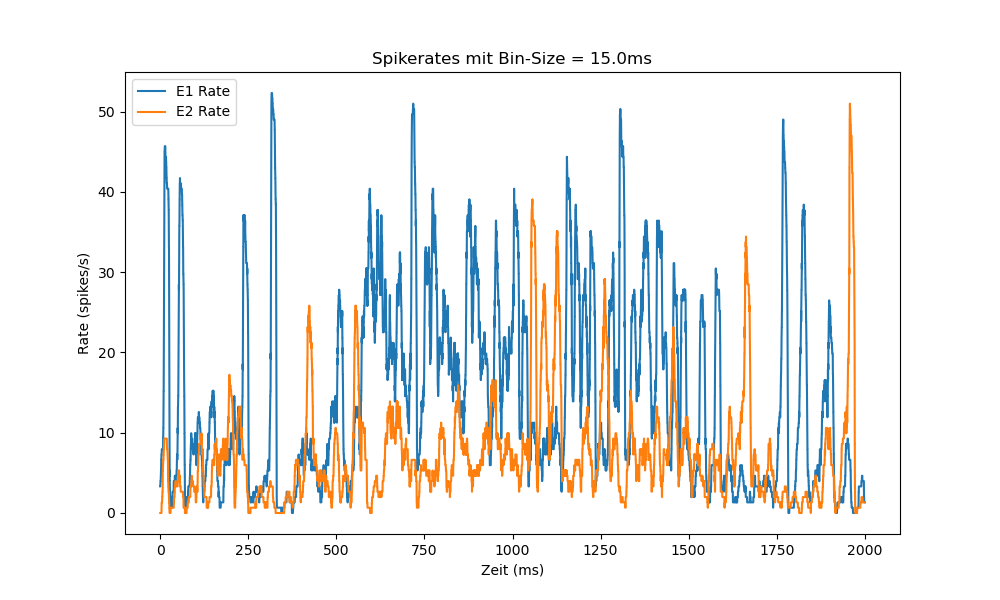 Spikerates mit Bin-Size = 15.0ms
E1 Rate
E2 Rate
50
40
30
20
10
0
Rate (spikes/s)
0 250 500 750 1000 1250 1500 1750 2000
Zeit (ms)